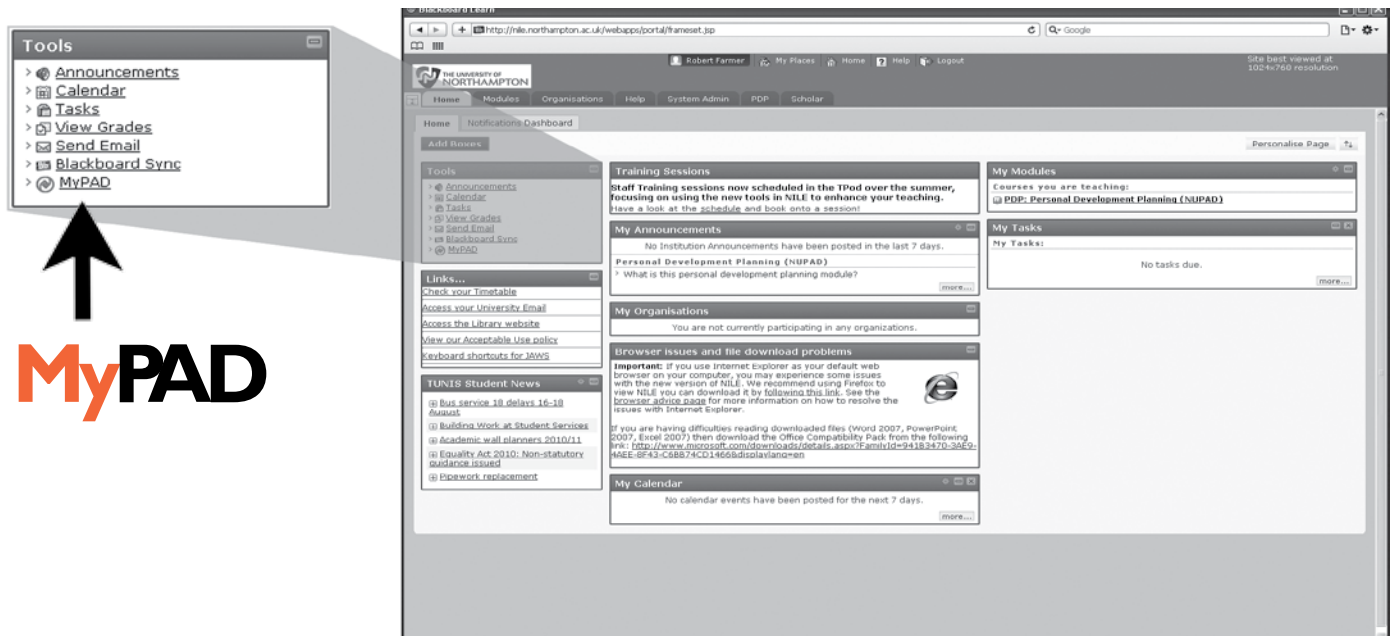 Tools
Announcements
Calendar
Tasks
View Grades
Send Email
Blackboard Sync
MyPAD
MyPAD
Blackboard Learn
http://nile.northampton.ac.uk/webapps/portal/frameset.jsp
Google
THE UNIVERSITY OF
NORTHAMPTON
Robert Farmer My Places Home Help Logout
Site best viewed at
1024x760 resolution
Home Modules Organisations Help System Admin PDP Scholar
Home Notifications Dashboard
Add Boxes
Personalise Page
Tools
Announcements
Calendar
Tasks
View Grades
Send Email
Blackboard Sync
MyPAD
Links...
Check your Timetable
Access your University Email
Access the Library website
View our Acceptable Use policy
Keyboard shortcuts for JAWS
TUNIS Student News
Bus service 18 delays 16-18
August
Building Work at Student Services
Academic wall planners 2010/11
Equality Act 2010: Non-statutory
guidance issued
Pipework replacement
Training Sessions
Staff Training sessions now scheduled in the TPod over the summer,
focusing on using the new tools in NILE to enhance your teaching.
Have a look at the schedule and book onto a session!
My Announcements
No Institution Announcements have been posted in the last 7 days.
Personal Development Planning (NUPAD)
What is this personal development planning module?
more...
My Organisations
You are not currently participating in any organizations.
Browser issues and file download problems
Important: If you use Internet Explorer as your default web
browser on your computer, you may experience some issues
with the new version of NILE. We recommend using Firefox to
view NILE you can download it by following this link. See the
browser advice page for more information on how to resolve the
issues with Internet Explorer.
If you are having difficulties reading downloaded files (Word 2007, PowerPoint
2007, Excel 2007) then download the Office Compatibility Pack from the following
link: http://www.microsoft.com/downloads/details.aspx?FamilyId=941B3470-3AE9-
4AEE-8F43-C6BB74CD1466&displaylang=en
My Calendar
No calendar events have been posted for the next 7 days.
more...
My Modules
Courses you are teaching:
PDP: Personal Development Planning (NUPAD)
My Tasks
My Tasks:
No tasks due.
more...